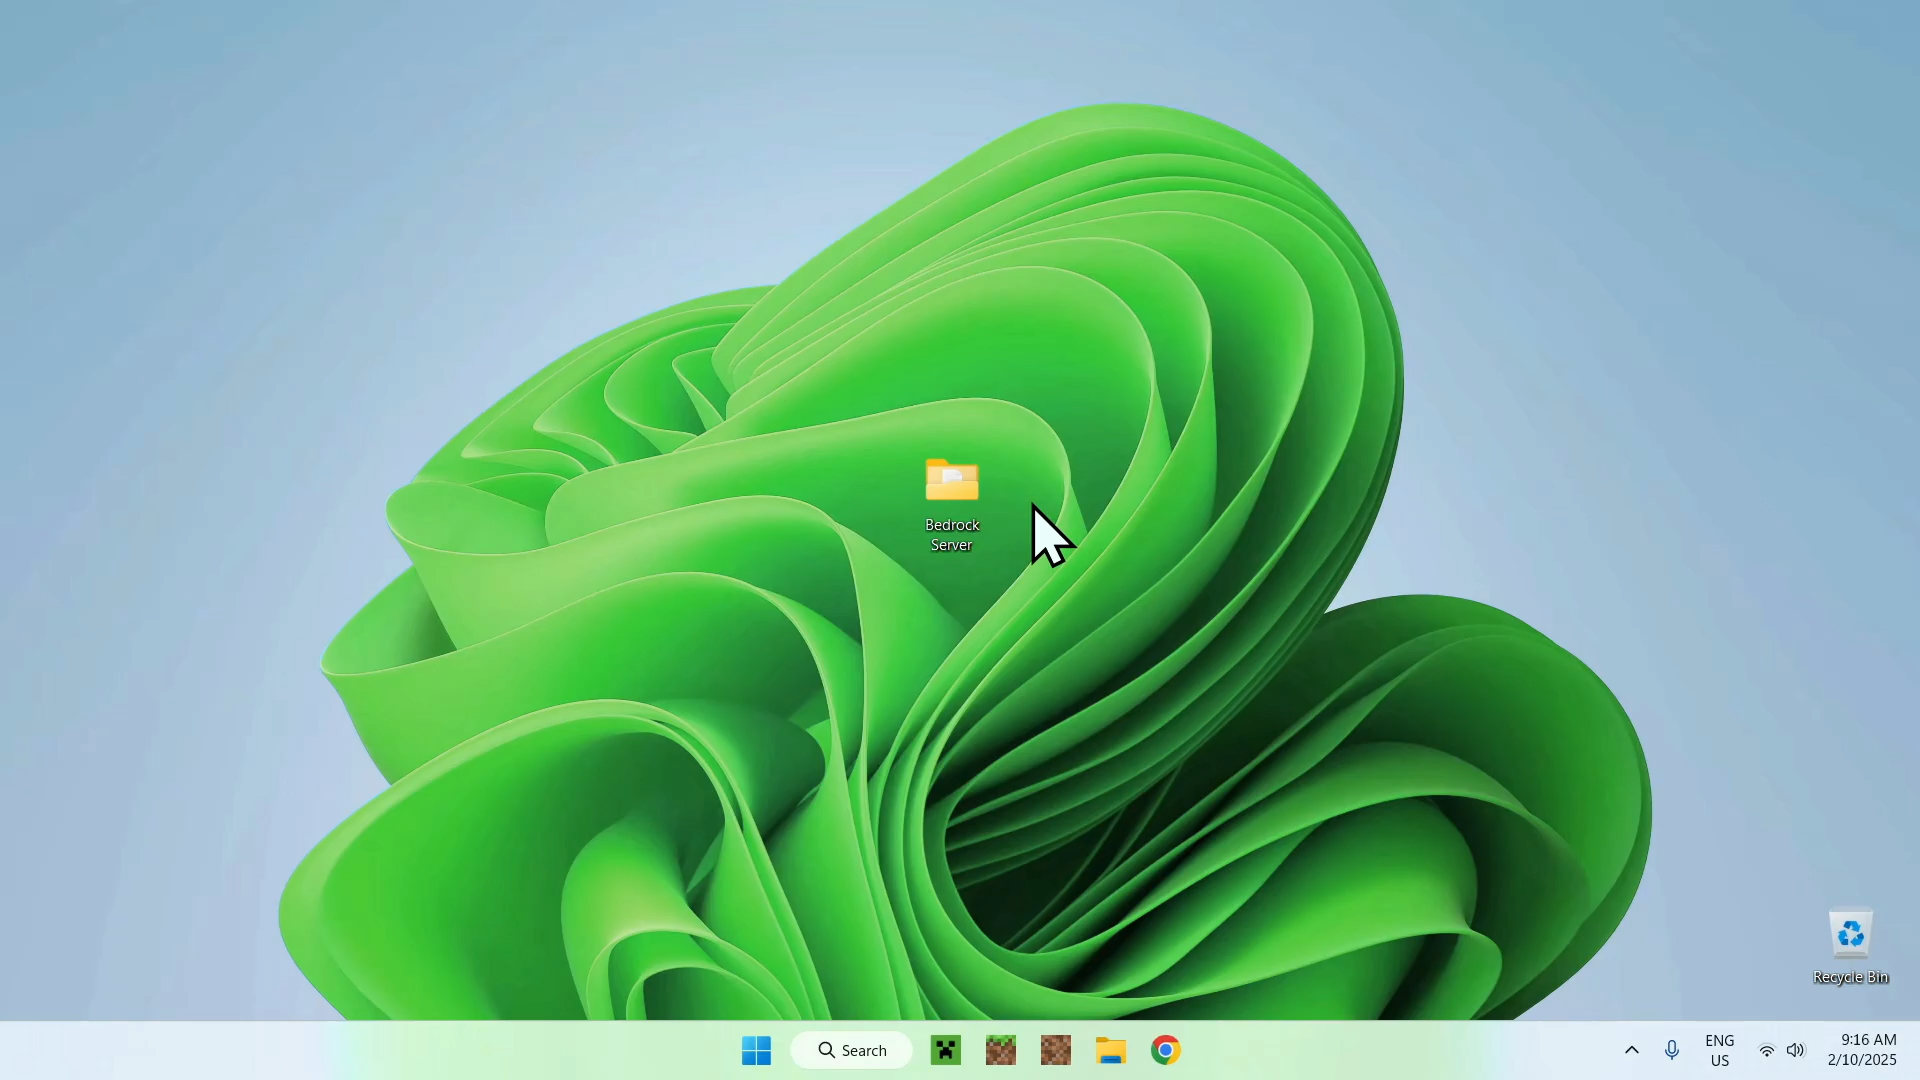 Bedrock
Server
Recycle Bin
Search
ENG
US
9:16 AM
2/10/2025